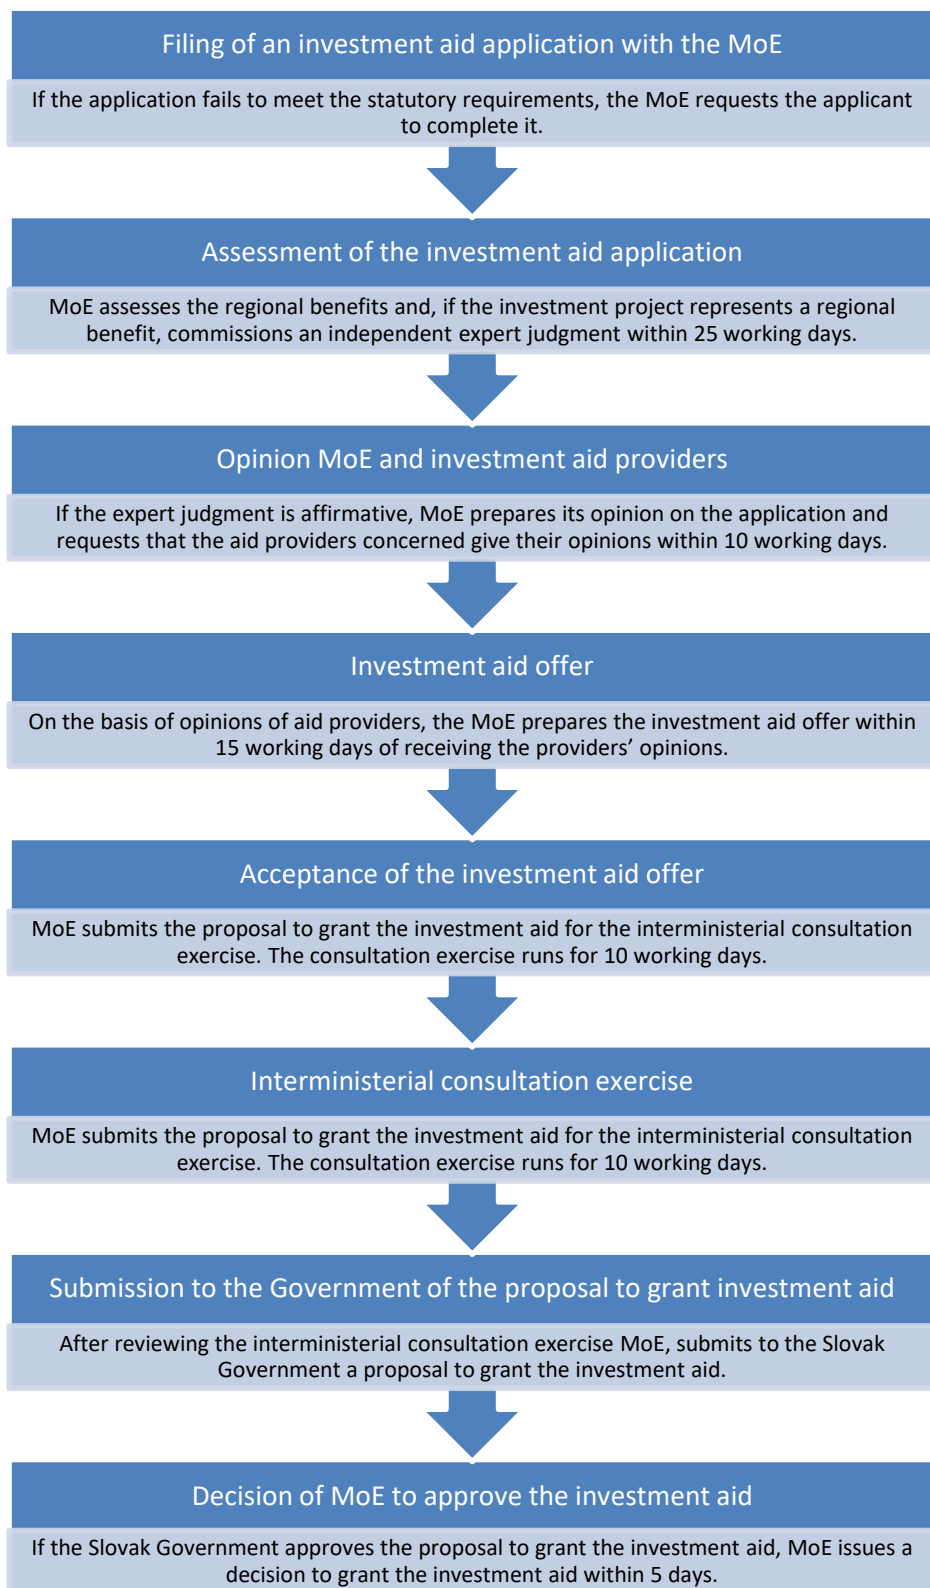 Filing of an investment aid application with the MoE
If the application fails to meet the statutory requirements, the MoE requests the applicant
to complete it.
Assessment of the investment aid application
MoE assesses the regional benefits and, if the investment project represents a regional
benefit, commissions an independent expert judgment within 25 working days.
Opinion MoE and investment aid providers
If the expert judgment is affirmative, MoE prepares its opinion on the application and
requests that the aid providers concerned give their opinions within 10 working days.
Investment aid offer
On the basis of opinions of aid providers, the MoE prepares the investment aid offer within
15 working days of receiving the providers’ opinions.
Acceptance of the investment aid offer
MoE submits the proposal to grant the investment aid for the interministerial consultation
exercise. The consultation exercise runs for 10 working days.
Interministerial consultation exercise
MoE submits the proposal to grant the investment aid for the interministerial consultation
exercise. The consultation exercise runs for 10 working days.
Submission to the Government of the proposal to grant investment aid
After reviewing the interministerial consultation exercise MoE, submits to the Slovak
Government a proposal to grant the investment aid.
Decision of MoE to approve the investment aid
If the Slovak Government approves the proposal to grant the investment aid, MoE issues a
decision to grant the investment aid within 5 days.